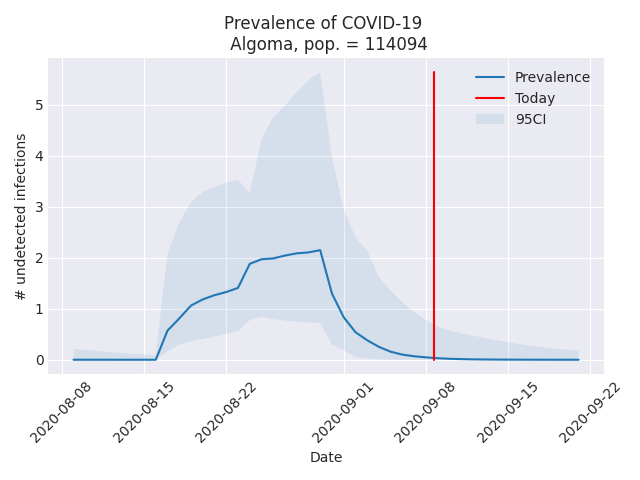 Prevalence of COVID-19
Algoma, pop. = 114094
Prevalence
Today
95CI
# undetected infections
5
4
3
2
1
0
2020-08-08
2020-08-15
2020-08-22
2020-09-01
2020-09-08
2020-09-15
2020-09-22
Date